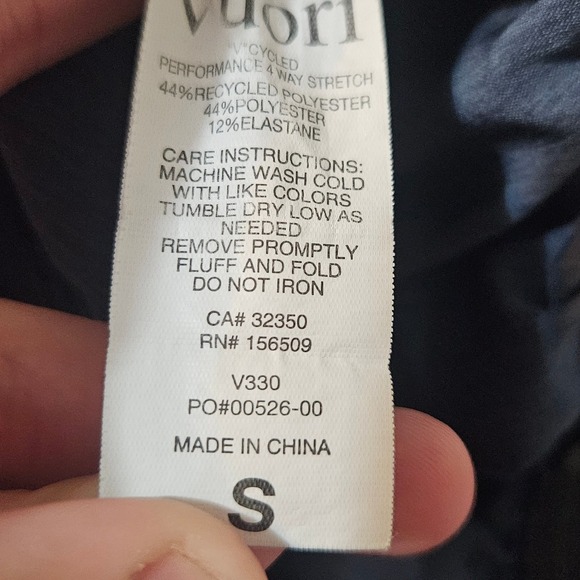 vuori
"V"CYCLED
PERFORMANCE 4 WAY STRETCH
44%RECYCLED POLYESTER
44%POLYESTER
12%ELASTANE
CARE INSTRUCTIONS:
MACHINE WASH COLD
WITH LIKE COLORS
TUMBLE DRY LOW AS
NEEDED
REMOVE PROMPTLY
FLUFF AND FOLD
DO NOT IRON
CA# 32350
RN# 156509
V330
PO#00526-00
MADE IN CHINA
S